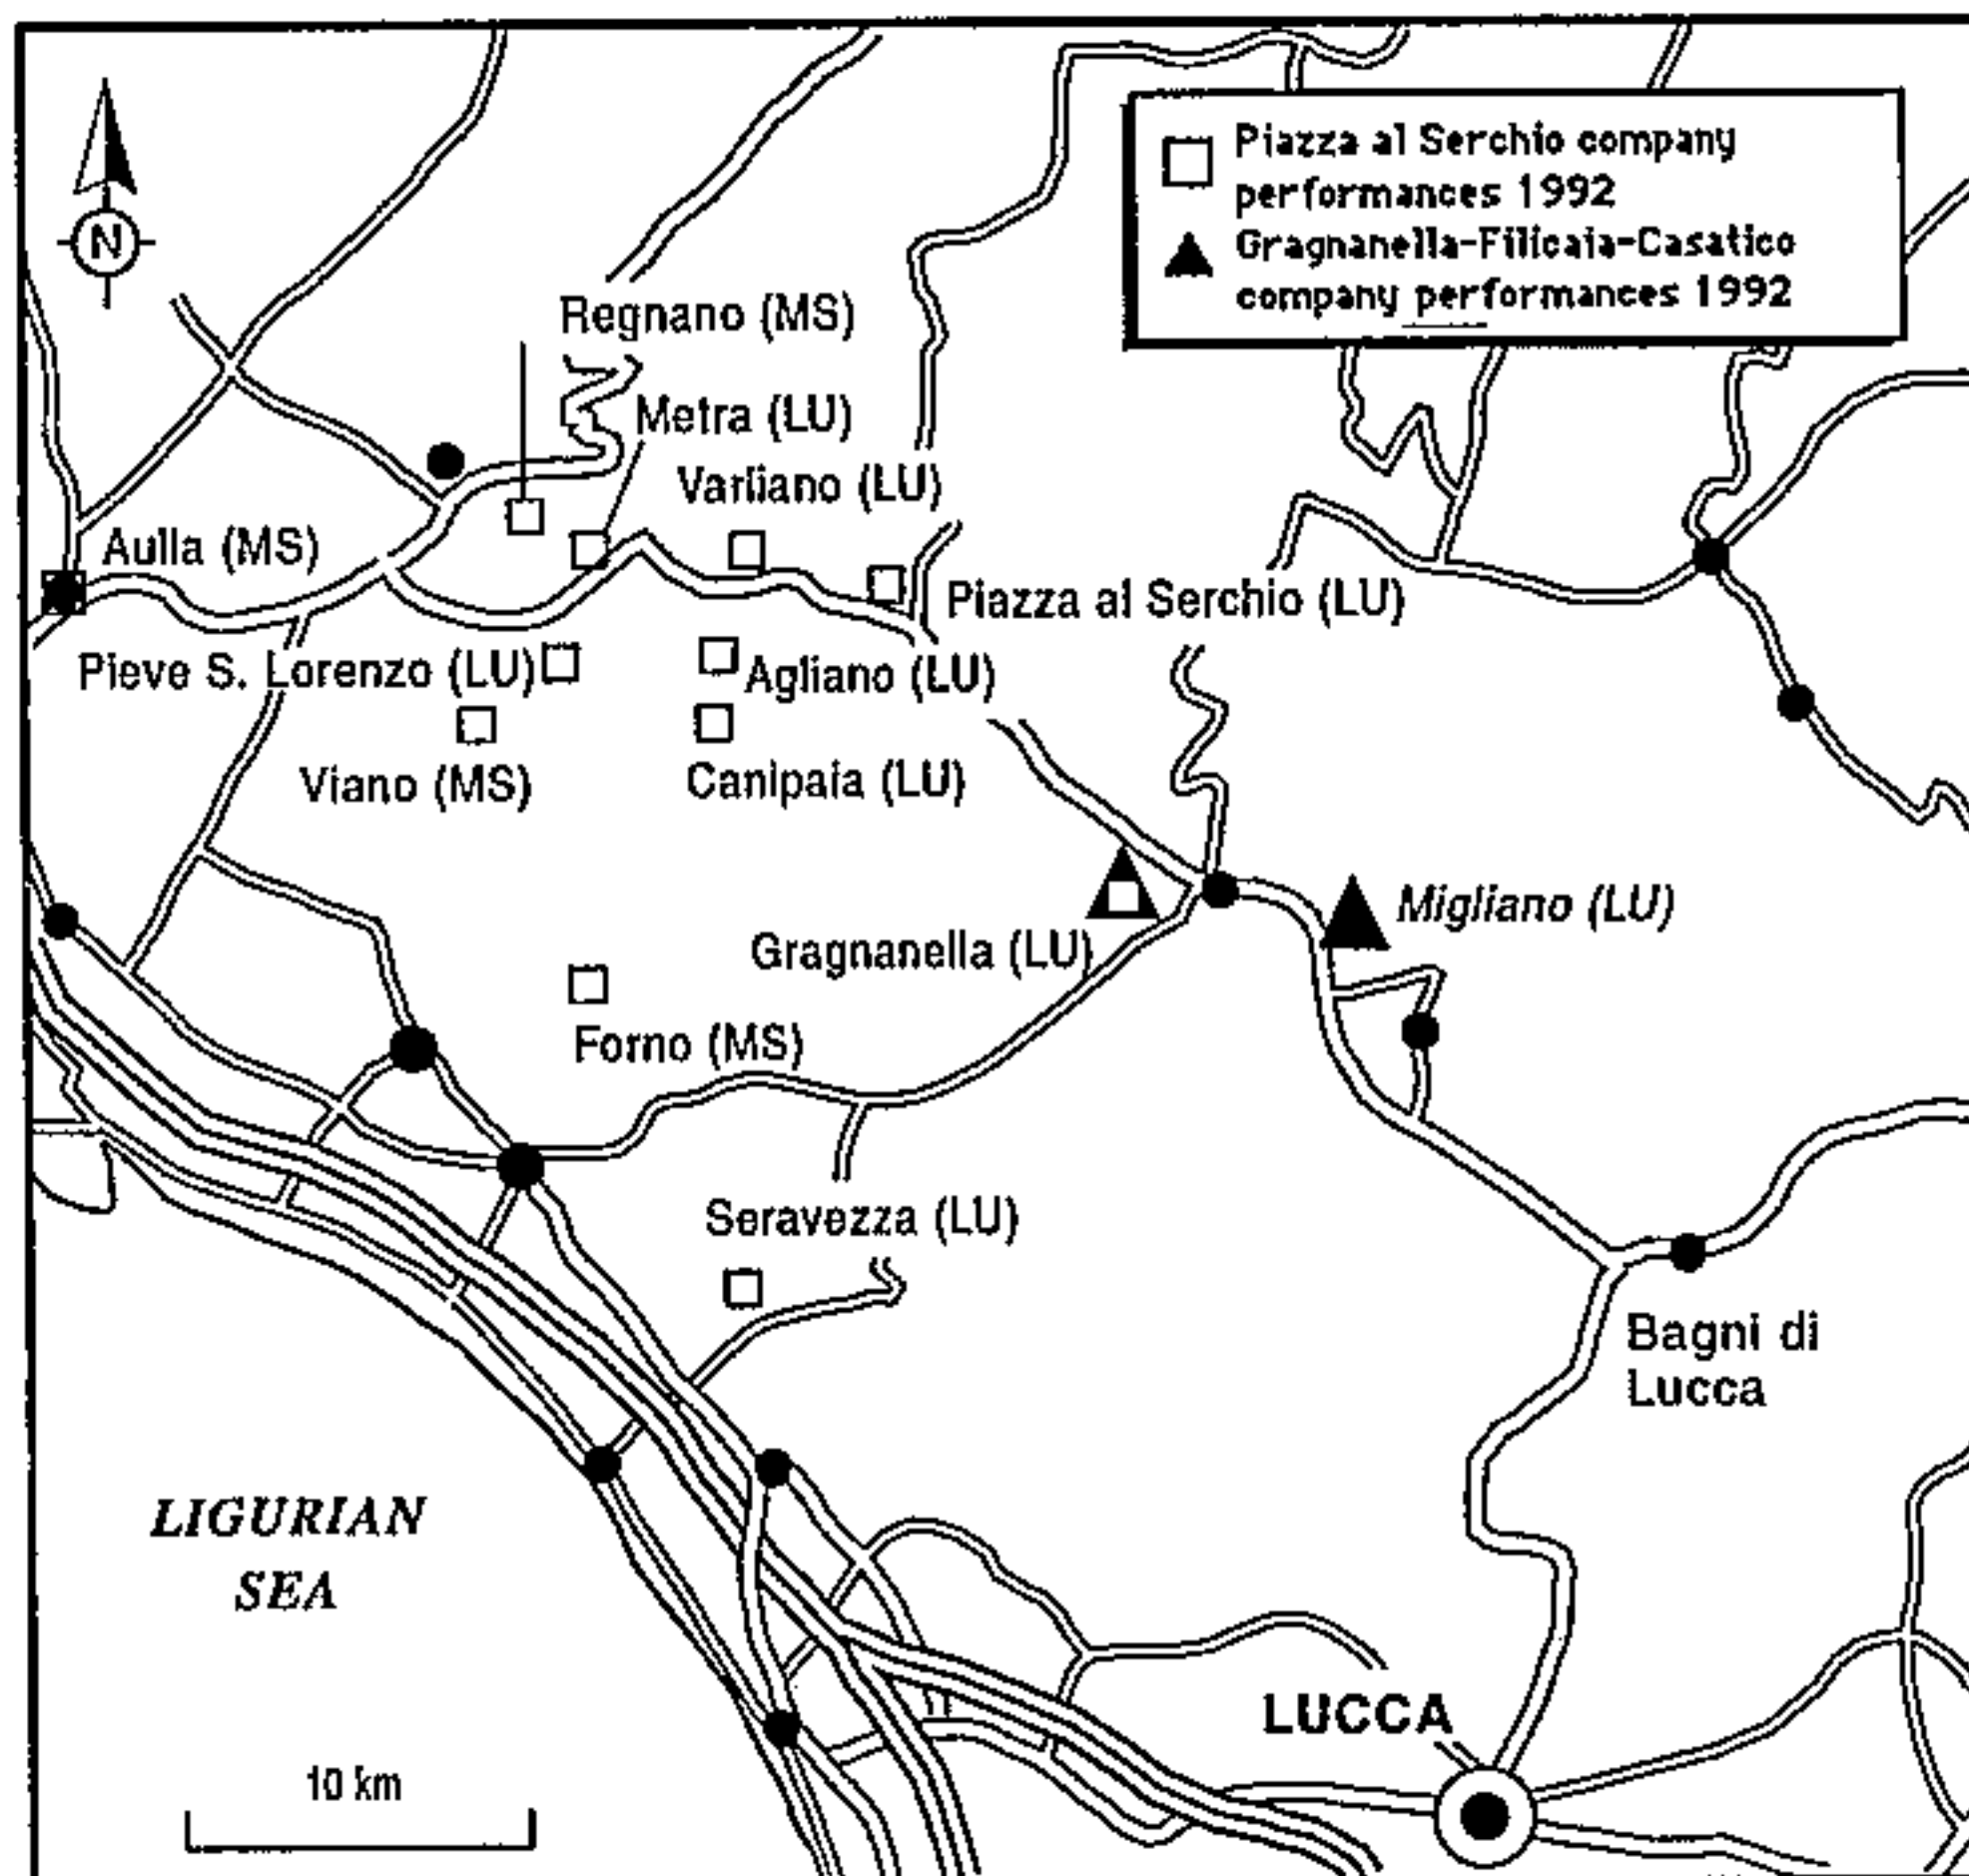 Piazza al Serchio company
performances 1992
Gragnanella-Filicaia-Casatico
company performances 1992
N
Regnano (MS)
Metra (LU)
Varliano (LU)
Aulla (MS)
Piazza al Serchio (LU)
Pieve S. Lorenzo (LU)
Agliano (LU)
Viano (MS)
Canipaia (LU)
Migliano (LU)
Gragnanella (LU)
Forno (MS)
Seravezza (LU)
Bagni di
Lucca
LIGURIAN
SEA
LUCCA
10 km